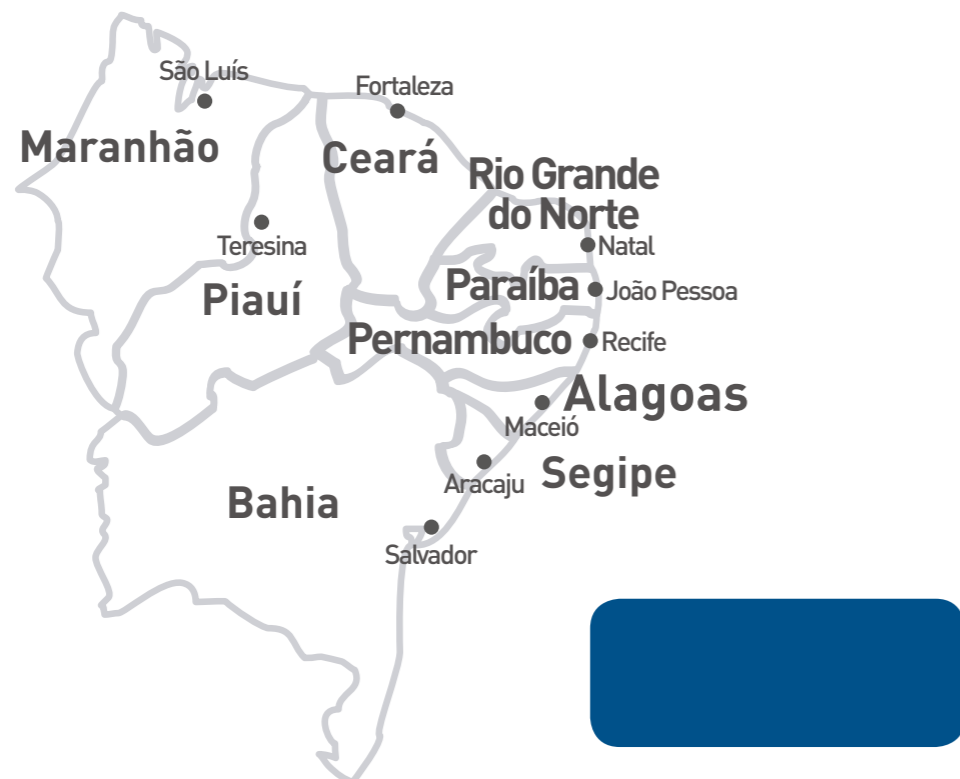 São Luís
Fortaleza
Maranhão
Ceará
Rio Grande
do Norte
Natal
Teresina
Paraíba
João Pessoa
Piauí
Pernambuco
Recife
Alagoas
Maceió
Segipe
Aracaju
Bahia
Salvador